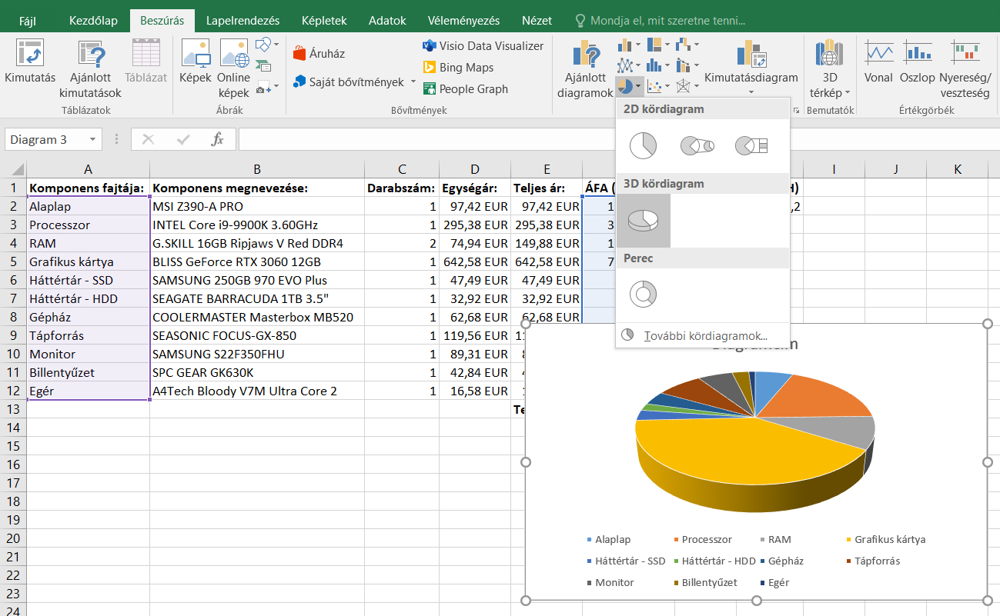 Fájl Kezdőlap Beszúrás Lapelrendezés Képletek Adatok Véleményezés Nézet Mondja el, mit szeretne tenni...
Kimutatás Ajánlott kimutatások Táblázat
Táblázatok
Képek Online képek
Ábrák
Áruház
Saját bővítmények
Visio Data Visualizer
Bing Maps
People Graph
Bővítmények
Ajánlott diagramok
Kimutatásdiagram
3D térkép
Bemutatók
Vonal Oszlop Nyereség/veszteség
Értékgörbék
2D kördiagram
3D kördiagram
Perec
További kördiagramok...
Diagram 3 fx
A B C D E I J K
1 Komponens fajtája: Komponens megnevezése: Darabszám: Egységár: Teljes ár: ÁFA ( H)
2 Alaplap MSI Z390-A PRO 1 97,42 EUR 97,42 EUR 1 ,2
3 Processzor INTEL Core i9-9900K 3.60GHz 1 295,38 EUR 295,38 EUR 3
4 RAM G.SKILL 16GB Ripjaws V Red DDR4 2 74,94 EUR 149,88 EUR 1
5 Grafikus kártya BLISS GeForce RTX 3060 12GB 1 642,58 EUR 642,58 EUR 7
6 Háttértár - SSD SAMSUNG 250GB 970 EVO Plus 1 47,49 EUR 47,49 EUR
7 Háttértár - HDD SEAGATE BARRACUDA 1TB 3.5" 1 32,92 EUR 32,92 EUR
8 Gépház COOLERMASTER Masterbox MB520 1 62,68 EUR 62,68 EUR
9 Tápforrás SEASONIC FOCUS-GX-850 1 119,56 EUR 11
10 Monitor SAMSUNG S22F350FHU 1 89,31 EUR
11 Billentyűzet SPC GEAR GK630K 1 42,84 EUR
12 Egér A4Tech Bloody V7M Ultra Core 2 1 16,58 EUR
13 Te
14
15
16
17
18
19
20
21
22
23
24
Diagramcím
Alaplap Processzor RAM Grafikus kártya
Háttértár - SSD Háttértár - HDD Gépház Tápforrás
Monitor Billentyűzet Egér